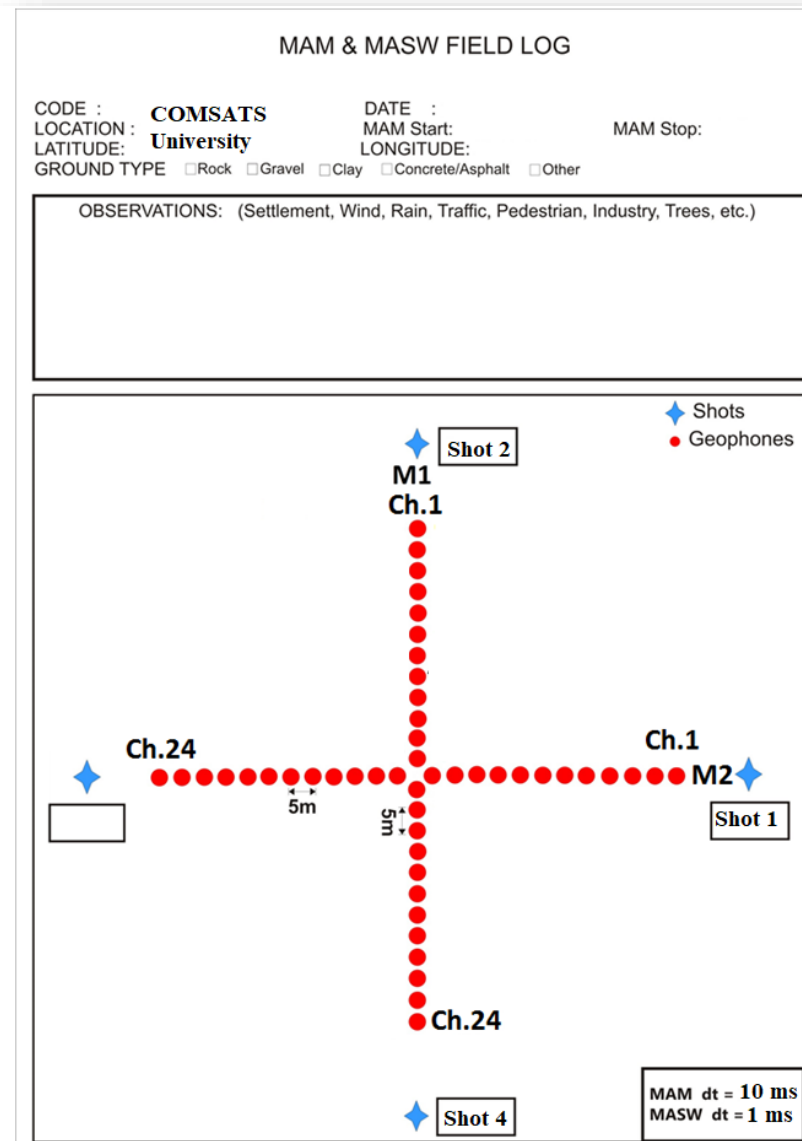 MAM & MASW FIELD LOG
CODE : COMSATS DATE :
LOCATION : University MAM Start: MAM Stop:
LATITUDE: LONGITUDE:
GROUND TYPE □Rock □Gravel □Clay □Concrete/Asphalt □Other
OBSERVATIONS: (Settlement, Wind, Rain, Traffic, Pedestrian, Industry, Trees, etc.)
Shots
Geophones
Shot 2
M1
Ch.1
Ch.24
Ch.1
M2
5m
5m
Shot 1
Ch.24
Shot 4
MAM dt = 10 ms
MASW dt = 1 ms